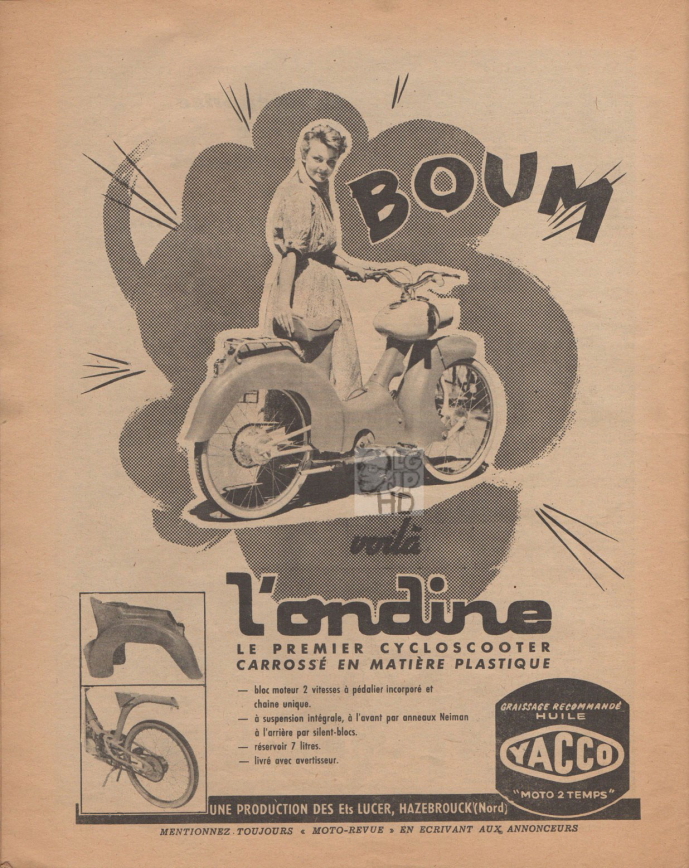 BOUM
HD
voilà
l'ondine
LE PREMIER CYCLOSCOOTER
CARROSSÉ EN MATIÈRE PLASTIQUE
— bloc moteur 2 vitesses à pédalier incorporé et
chaine unique.
— à suspension intégrale, à l'avant par anneaux Neiman
à l'arrière par silent-blocs.
— réservoir 7 litres.
— livré avec avertisseur.
GRAISSAGE RECOMMANDÉ
HUILE
YACCO
"MOTO 2 TEMPS"
UNE PRODUCTION DES Ets LUCER, HAZEBROUCK (Nord)
MENTIONNEZ TOUJOURS « MOTO-REVUE » EN ECRIVANT AUX ANNONCEURS